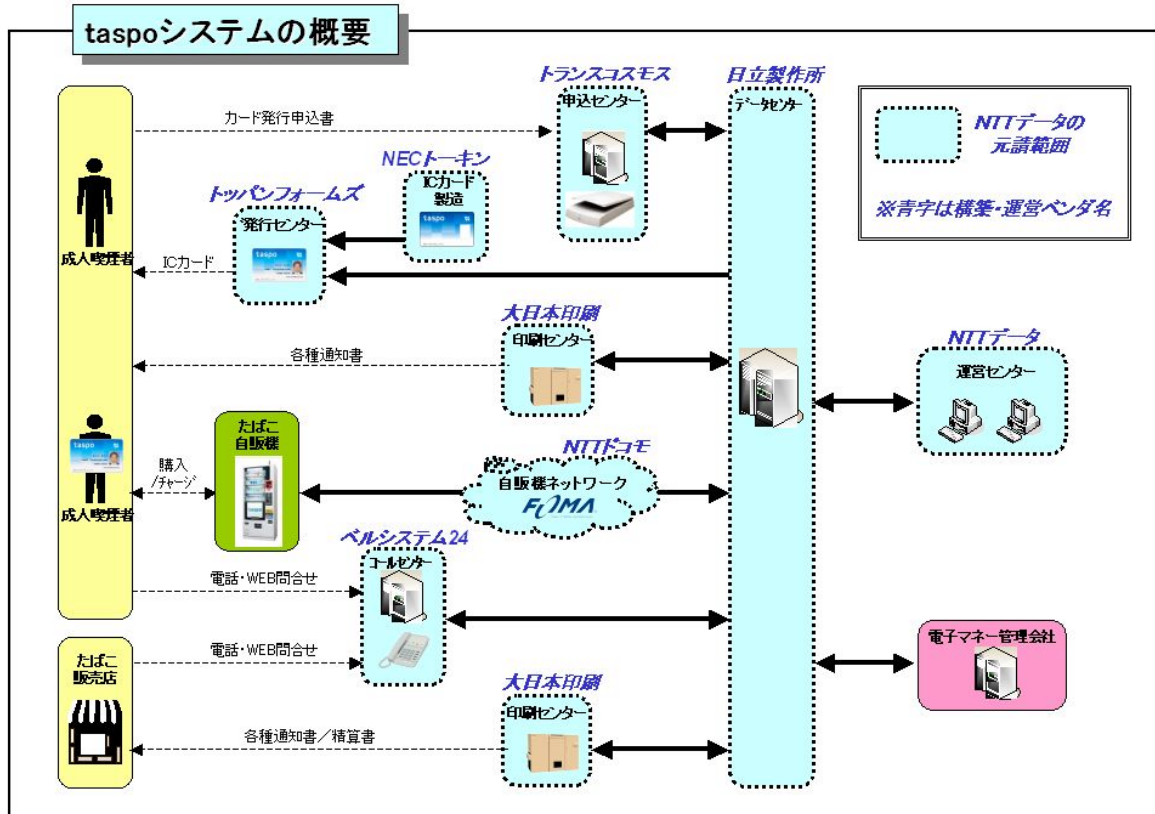 taspoシステムの概要
トランスコスモス
申込センター
日立製作所
データセンター
NTTデータの
元請範囲
※青字は構築・運営ベンダ名
カード発行申込書
NECトーキン
ICカード
製造
taspo
トッパンフォームズ
発行センター
taspo
成人喫煙者
ICカード
大日本印刷
印刷センター
各種通知書
NTTデータ
運営センター
たばこ
自販機
taspo
購入
/チャージ
成人喫煙者
NTTドコモ
自販機ネットワーク
FOMA
ベルシステム24
コールセンター
電話・WEB問合せ
電話・WEB問合せ
たばこ
販売店
電子マネー管理会社
大日本印刷
印刷センター
各種通知書／精算書